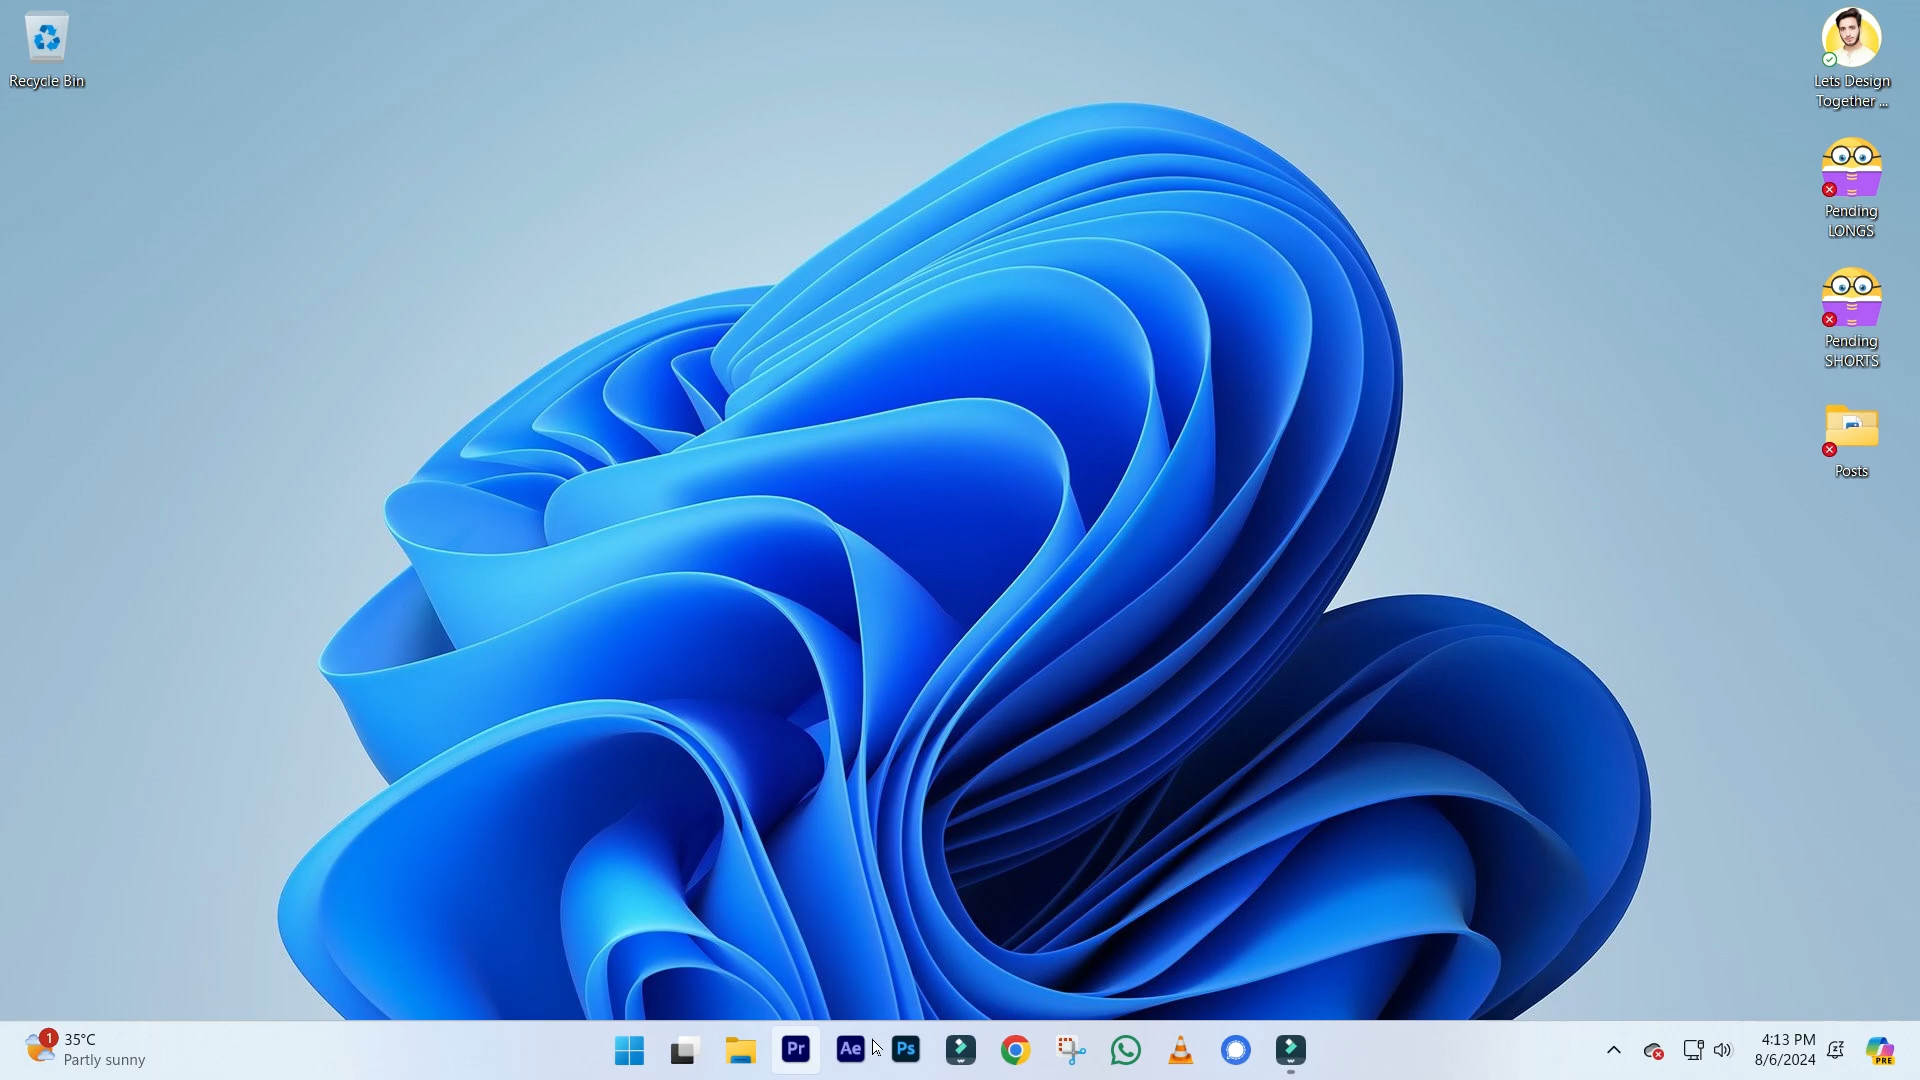 Recycle Bin
Lets Design
Together ...
Pending
LONGS
Pending
SHORTS
Posts
1
35°C
Partly sunny
Pr
Ae
Ps
4:13 PM
8/6/2024
PRE